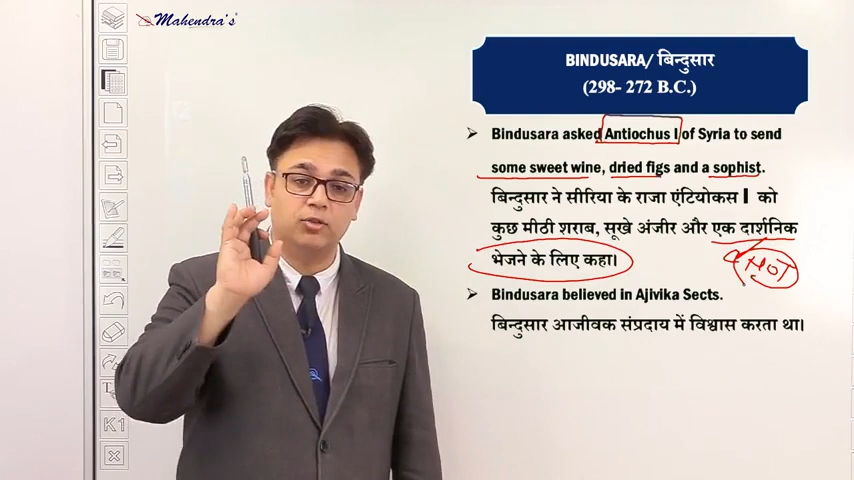 Mahendra's
BINDUSARA/ बिन्दुसार
(298- 272 B.C.)
Bindusara asked Antiochus I of Syria to send
some sweet wine, dried figs and a sophist.
बिन्दुसार ने सीरिया के राजा एंटियोकस I को
कुछ मीठी शराब, सूखे अंजीर और एक दार्शनिक
भेजने के लिए कहा।
HOT
Bindusara believed in Ajivika Sects.
बिन्दुसार आजीवक संप्रदाय में विश्वास करता था।
K1